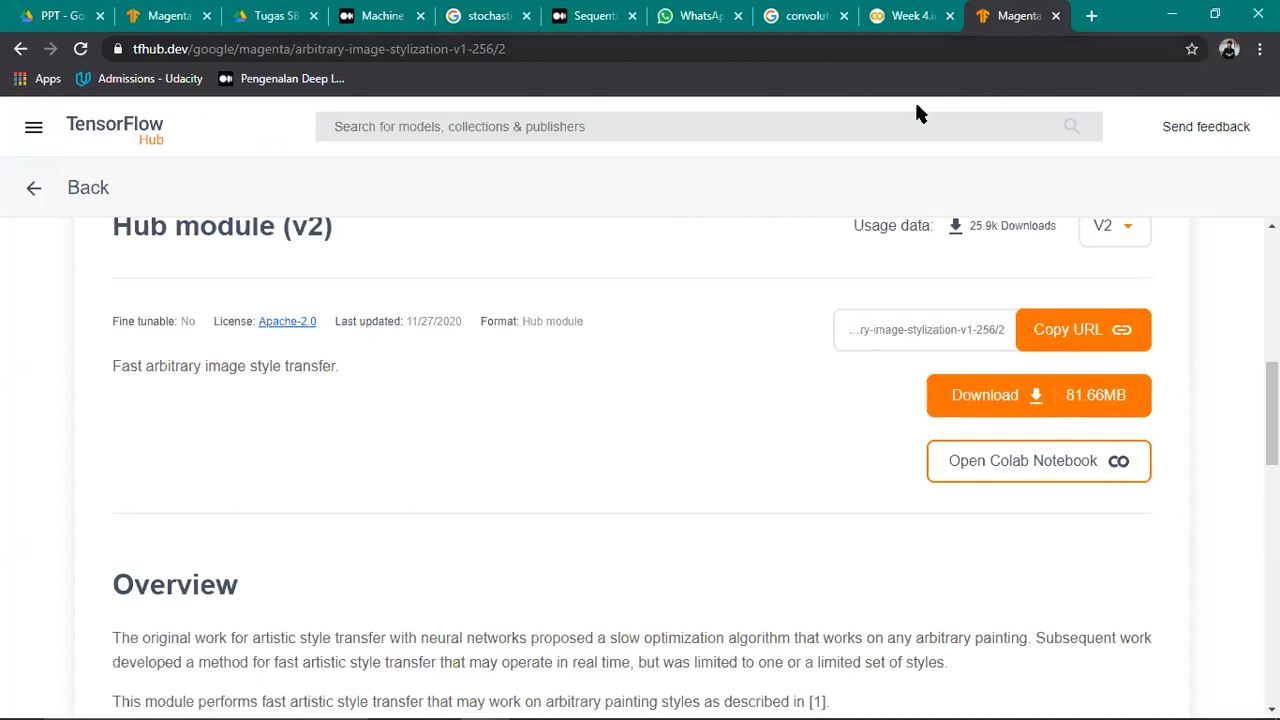 PPT - Go
Magenta
Tugas SB
Machine
stochast
Sequenti
WhatsAp
convolut
Week 4.i
Magenta
tfhub.dev/google/magenta/arbitrary-image-stylization-v1-256/2
Apps
Admissions - Udacity
Pengenalan Deep L...
TensorFlow
Hub
Search for models, collections & publishers
Send feedback
Back
Hub module (v2)
Usage data:
25.9k Downloads
V2
Fine tunable: No
License: Apache-2.0
Last updated: 11/27/2020
Format: Hub module
...ry-image-stylization-v1-256/2
Copy URL
Fast arbitrary image style transfer.
Download
81.66MB
Open Colab Notebook
Overview
The original work for artistic style transfer with neural networks proposed a slow optimization algorithm that works on any arbitrary painting. Subsequent work
developed a method for fast artistic style transfer that may operate in real time, but was limited to one or a limited set of styles.
This module performs fast artistic style transfer that may work on arbitrary painting styles as described in [1].